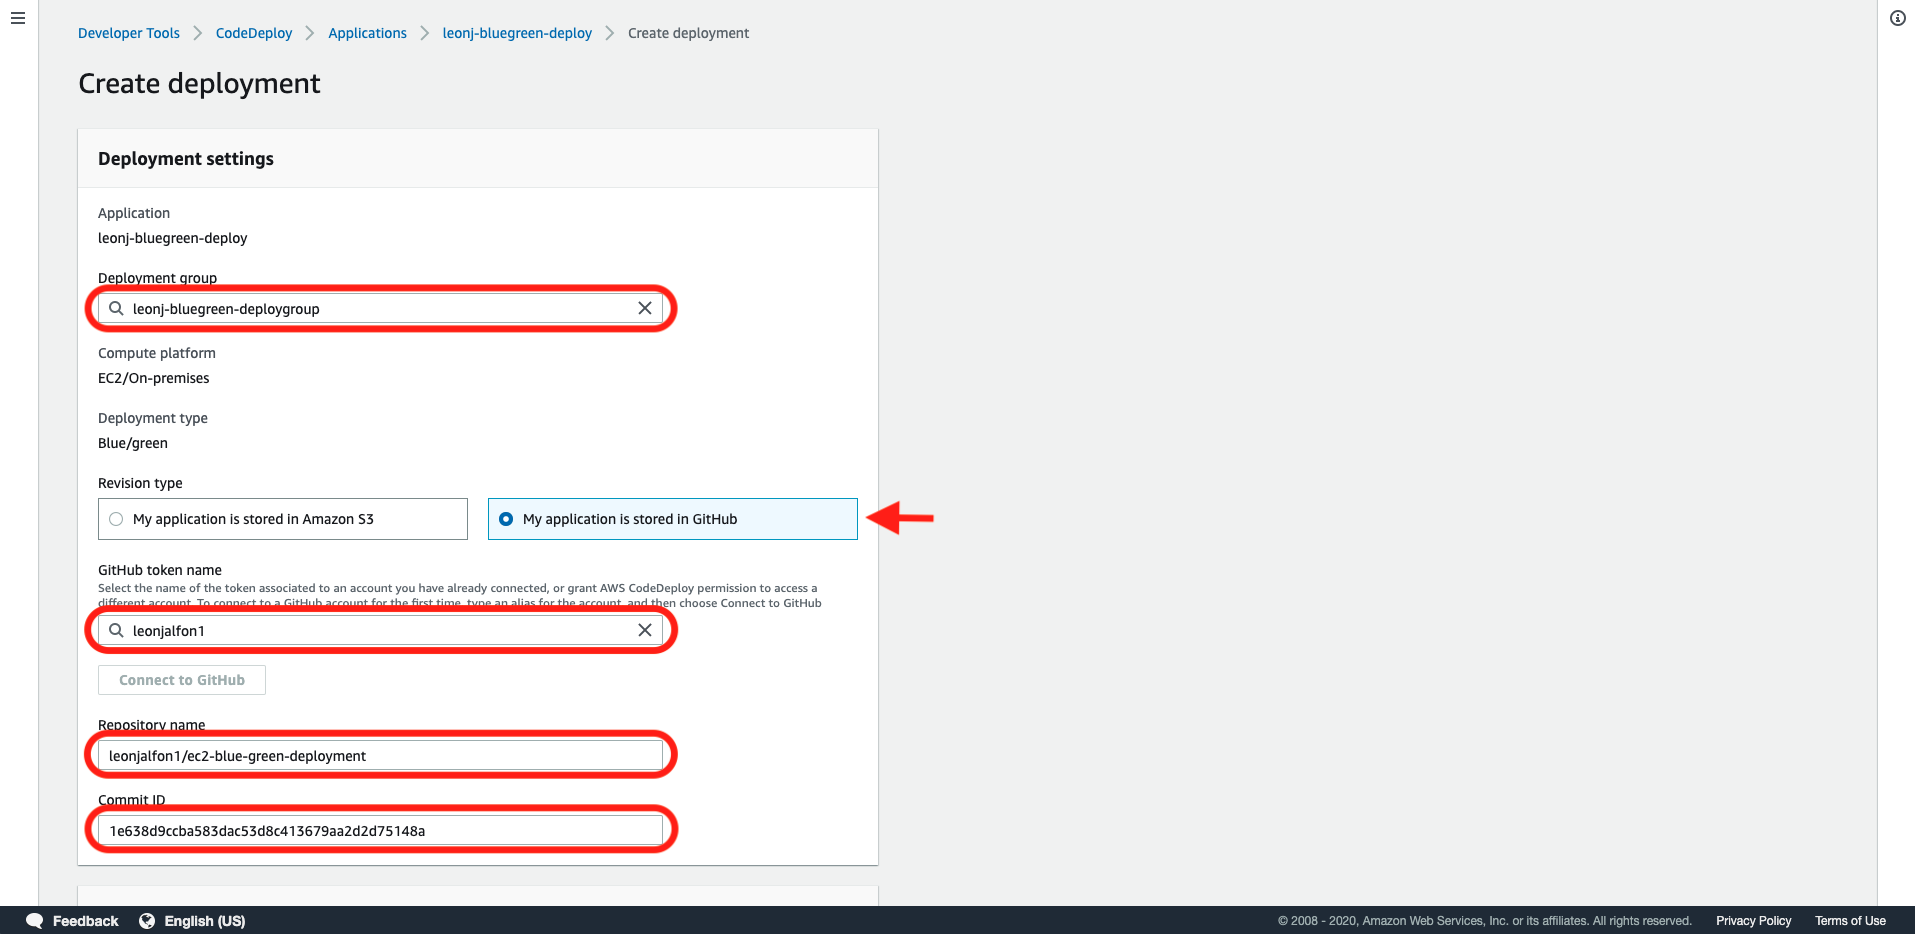 Developer Tools > CodeDeploy > Applications > leonj-bluegreen-deploy > Create deployment
Create deployment
Deployment settings
Application
leonj-bluegreen-deploy
Deployment group
leonj-bluegreen-deploygroup
Compute platform
EC2/On-premises
Deployment type
Blue/green
Revision type
My application is stored in Amazon S3
My application is stored in GitHub
GitHub token name
Select the name of the token associated to an account you have already connected, or grant AWS CodeDeploy permission to access a
different account. To connect to a GitHub account for the first time, type an alias for the account, and then choose Connect to GitHub
leonjalfon1
Connect to GitHub
Repository name
leonjalfon1/ec2-blue-green-deployment
Commit ID
1e638d9ccba583dac53d8c413679aa2d2d75148a
Feedback English (US) © 2008 - 2020, Amazon Web Services, Inc. or its affiliates. All rights reserved. Privacy Policy Terms of Use